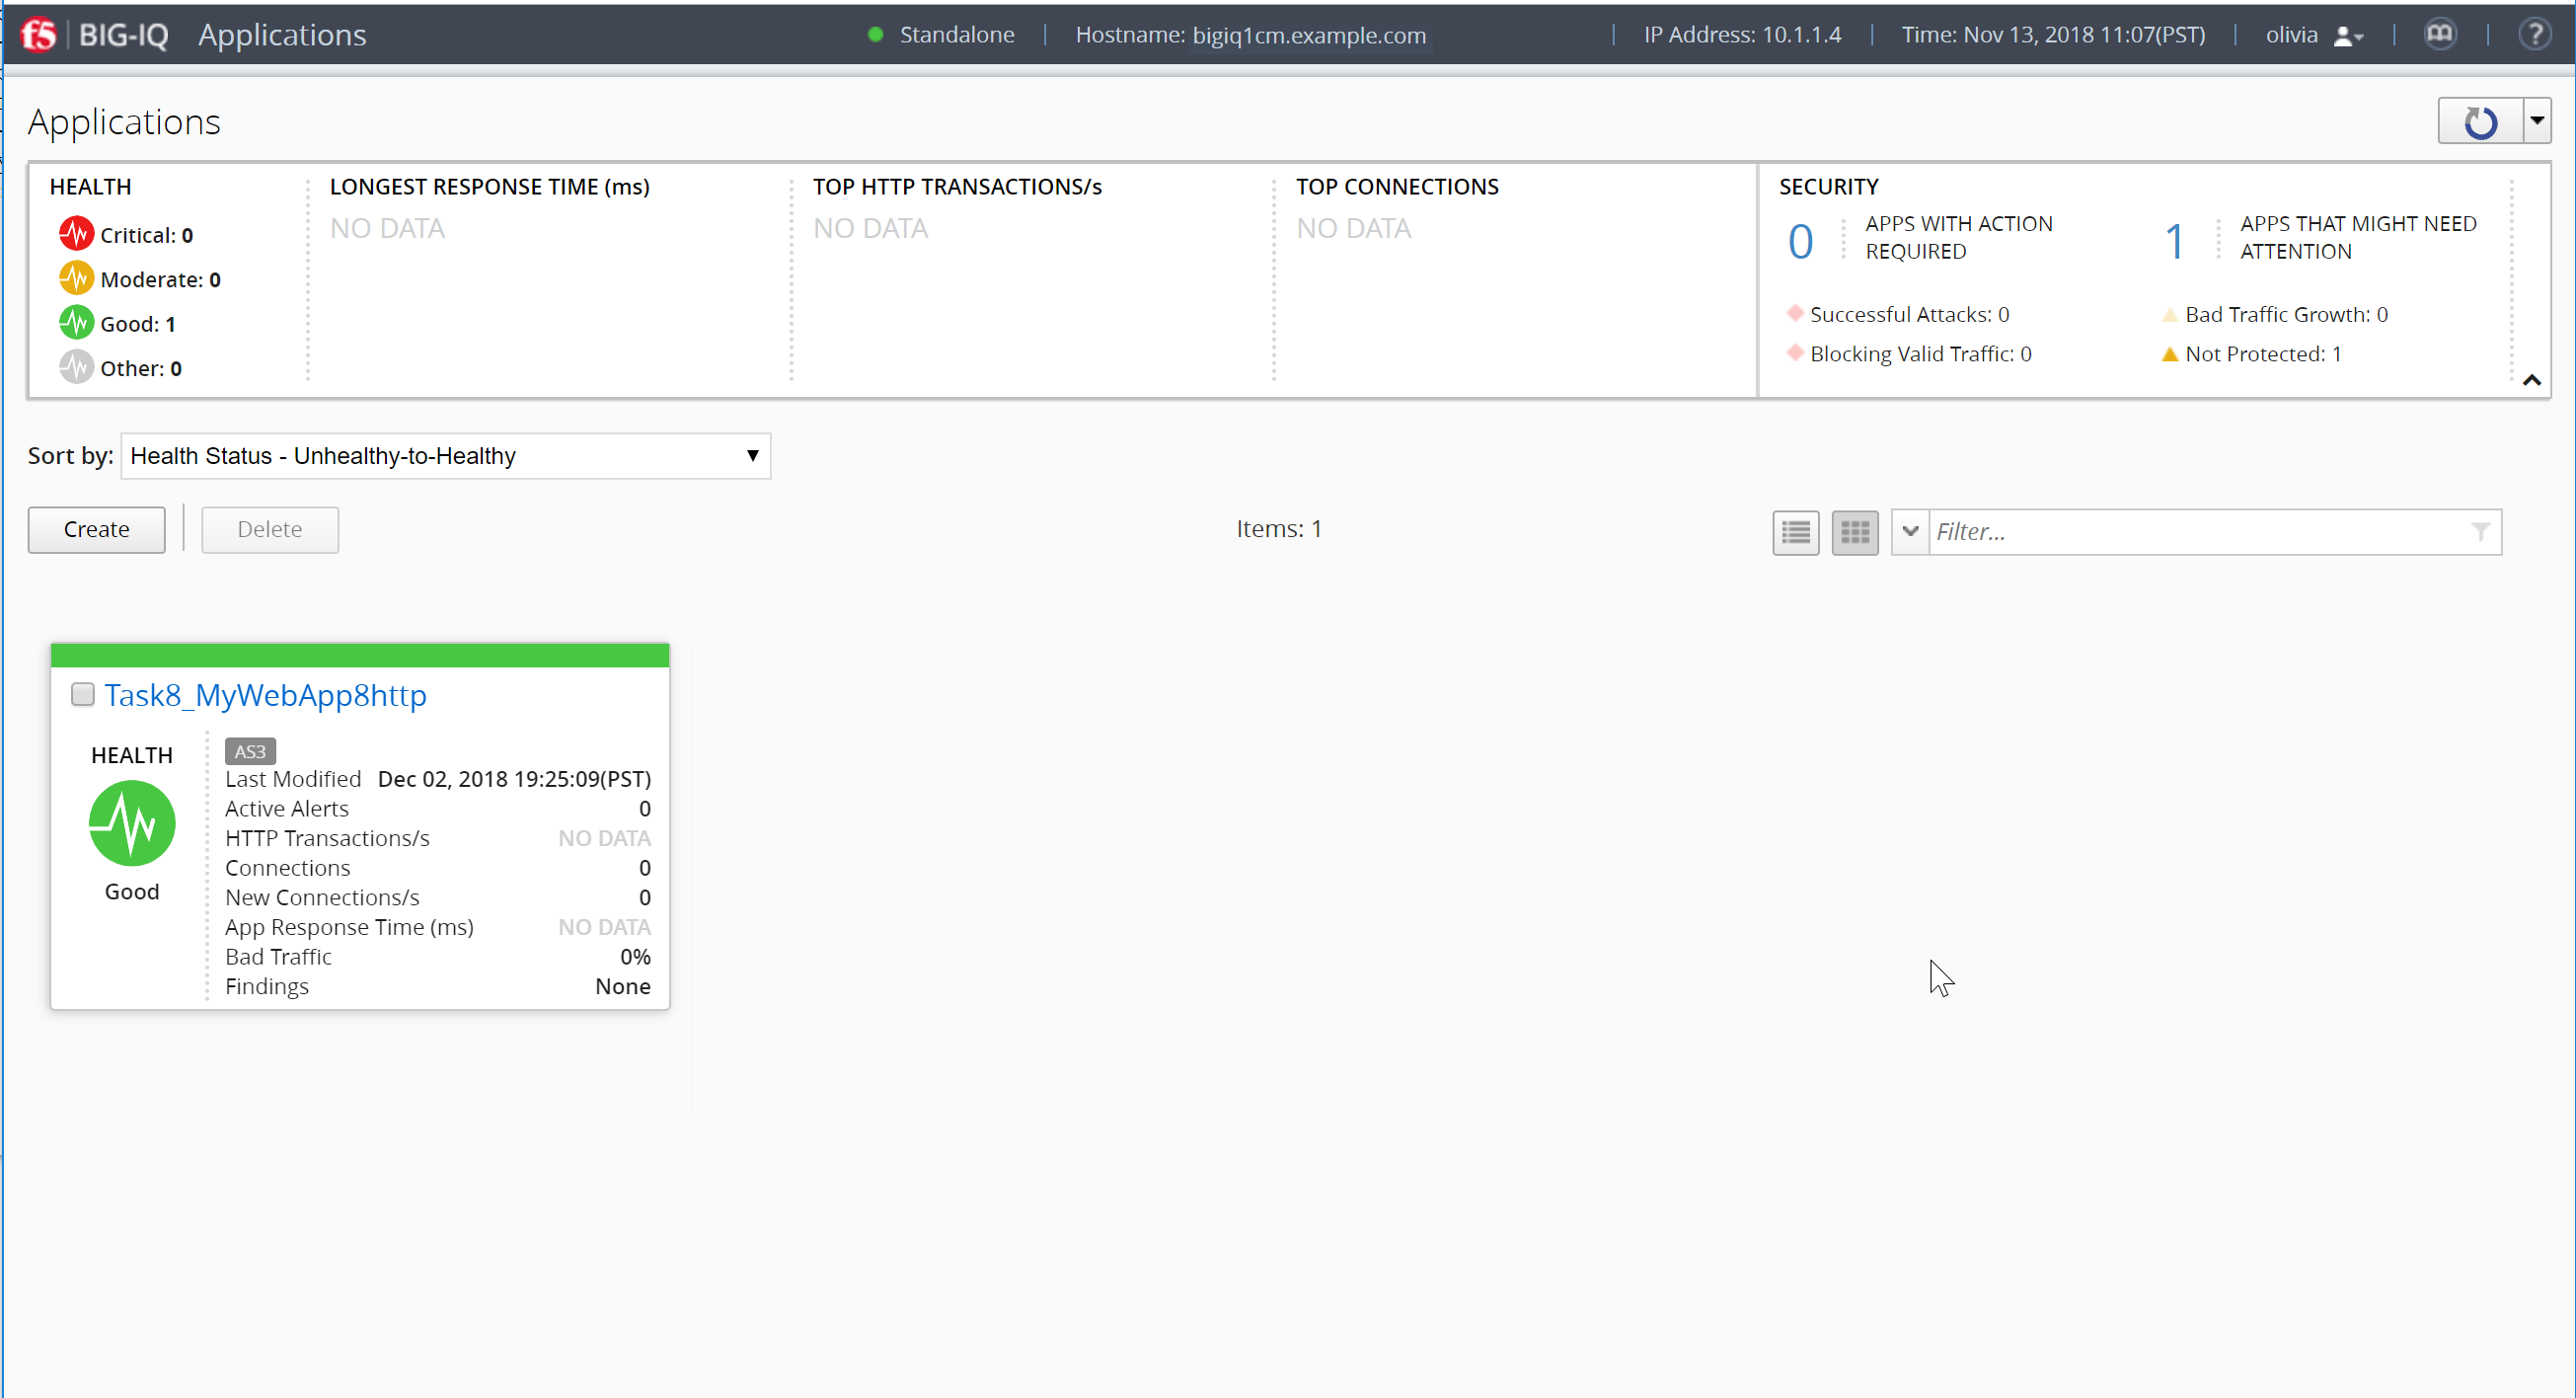 f5 BIG-IQ Applications Standalone Hostname: bigiq1cm.example.com IP Address: 10.1.1.4 Time: Nov 13, 2018 11:07(PST) olivia ?
Applications
HEALTH
Critical: 0
Moderate: 0
Good: 1
Other: 0
LONGEST RESPONSE TIME (ms)
NO DATA
TOP HTTP TRANSACTIONS/s
NO DATA
TOP CONNECTIONS
NO DATA
SECURITY
0 APPS WITH ACTION
REQUIRED
1 APPS THAT MIGHT NEED
ATTENTION
Successful Attacks: 0
Bad Traffic Growth: 0
Blocking Valid Traffic: 0
Not Protected: 1
Sort by: Health Status - Unhealthy-to-Healthy
Create Delete Items: 1 Filter...
Task8_MyWebApp8http
HEALTH
Good
AS3
Last Modified Dec 02, 2018 19:25:09(PST)
Active Alerts 0
HTTP Transactions/s NO DATA
Connections 0
New Connections/s 0
App Response Time (ms) NO DATA
Bad Traffic 0%
Findings None